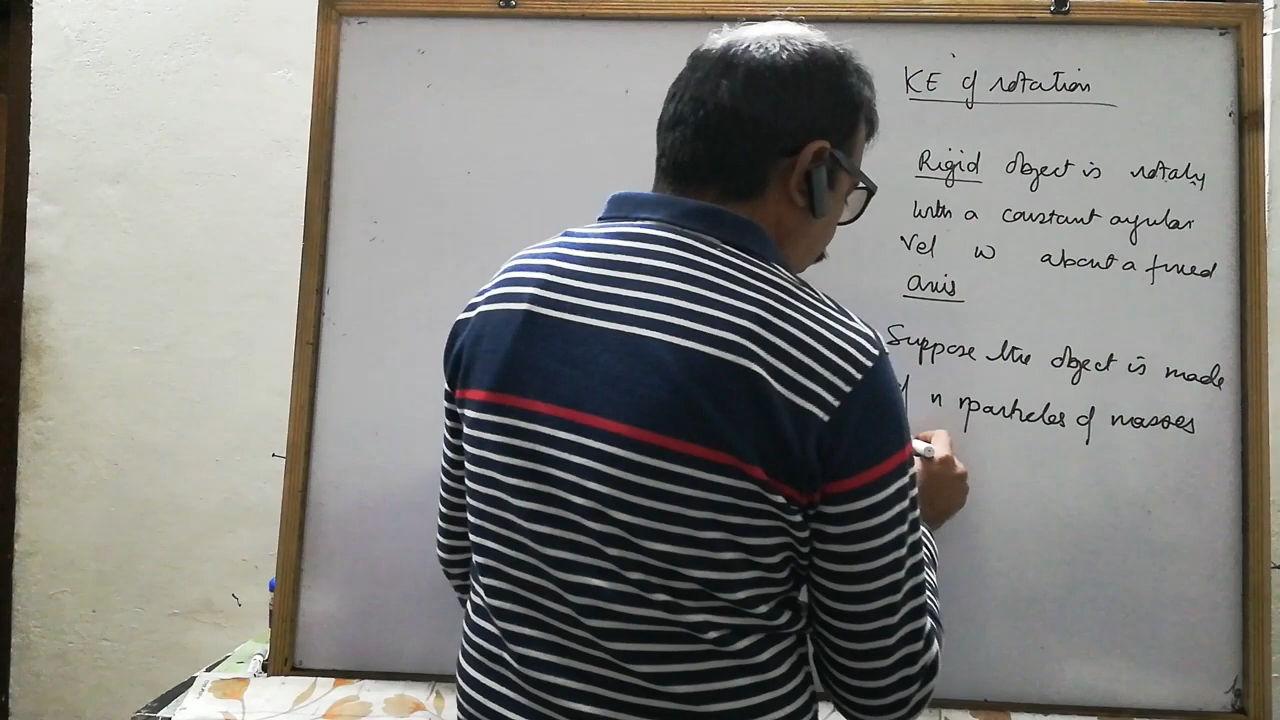 KE of rotation
Rigid object is rotating
with a constant angular
vel ω about a fixed
axis
Suppose the object is made
of n particles of masses